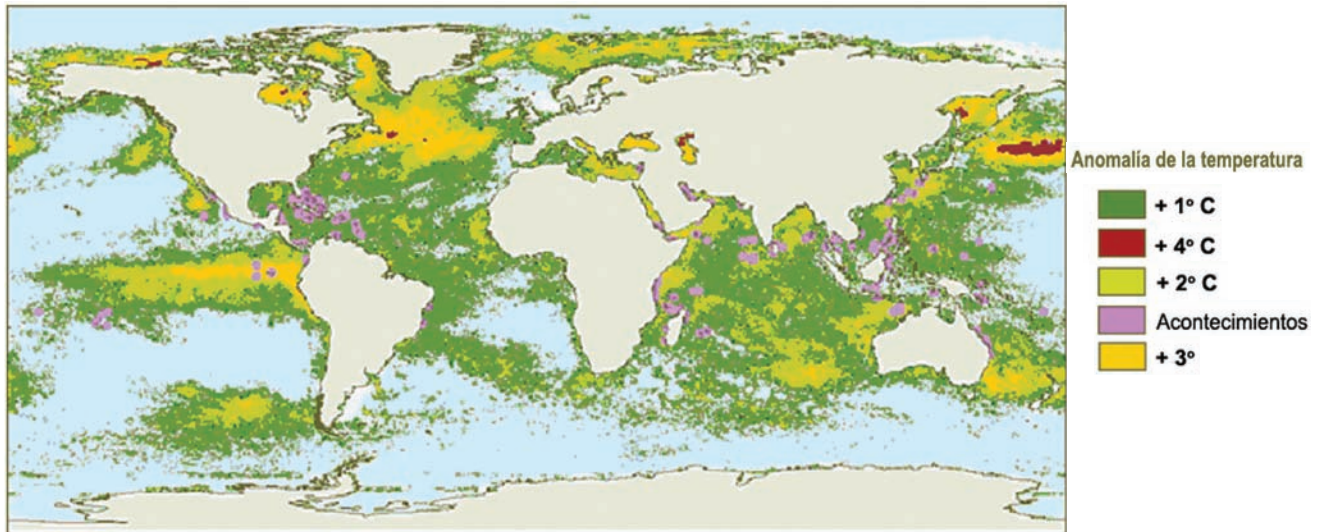 Anomalía de la temperatura
+ 1° C
+ 4° C
+ 2° C
Acontecimientos
+ 3°